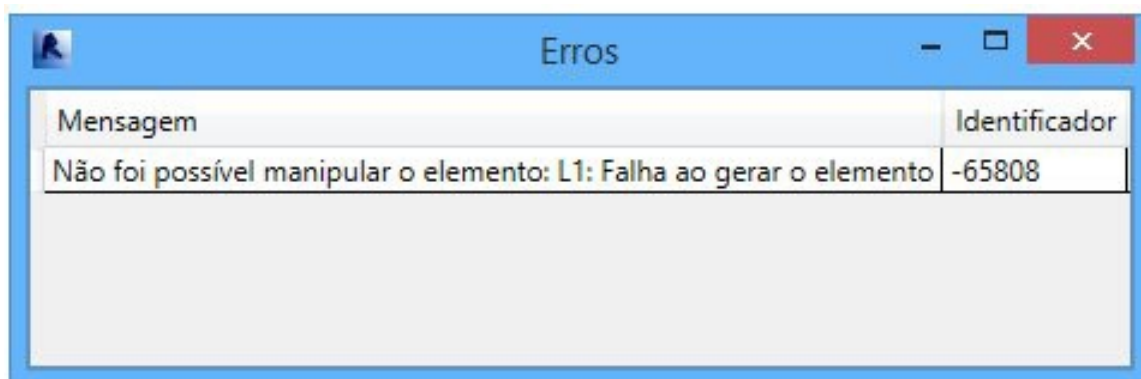 Erros
Mensagem Identificador
Não foi possível manipular o elemento: L1: Falha ao gerar o elemento -65808